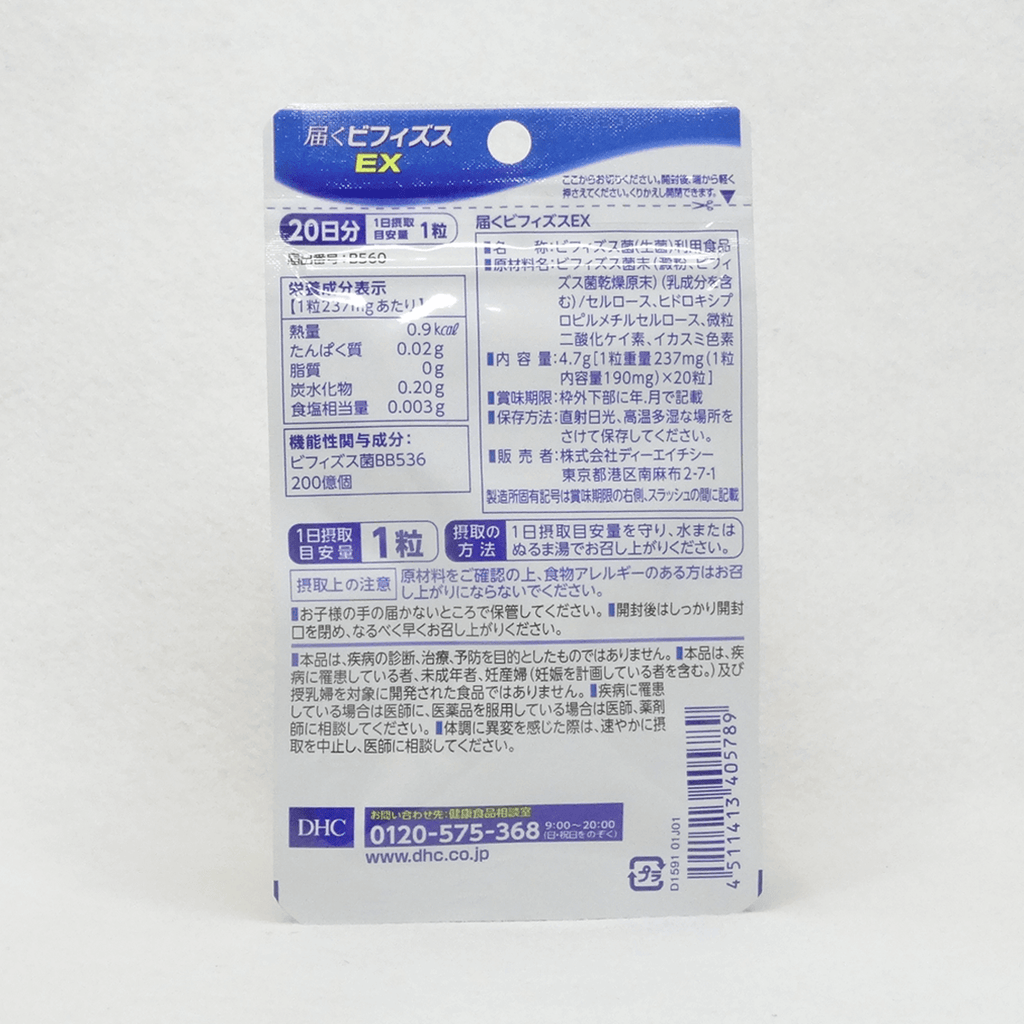 届くビフィズス
EX
ここからお切りください。開封後、端から軽く
押さえてください。くりかえし開閉できます。▼
20日分
1日摂取
目安量 1粒
届出番号：B560
栄養成分表示
【1粒237mgあたり】
熱量 0.9kcal
たんぱく質 0.02g
脂質 0g
炭水化物 0.20g
食塩相当量 0.003g
機能性関与成分：
ビフィズス菌BB536
200億個
届くビフィズスEX
■名 称：ビフィズス菌(生菌)利用食品
■原材料名：ビフィズス菌末(澱粉、ビフィ
ズス菌乾燥原末)(乳成分を含
む)/セルロース、ヒドロキシプ
ロピルメチルセルロース、微粒
二酸化ケイ素、イカスミ色素
■内 容 量：4.7g[1粒重量237mg(1粒
内容量190mg)×20粒]
■賞味期限：枠外下部に年.月で記載
■保存方法：直射日光、高温多湿な場所を
さけて保存してください。
■販 売 者：株式会社ディーエイチシー
東京都港区南麻布2-7-1
製造所固有記号は賞味期限の右側、スラッシュの間に記載
1日摂取
目安量 1粒
摂取の
方法
1日摂取目安量を守り、水または
ぬるま湯でお召し上がりください。
摂取上の注意
原材料をご確認の上、食物アレルギーのある方はお召
し上がりにならないでください。
■お子様の手の届かないところで保管してください。■開封後はしっかり開封
口を閉め、なるべく早くお召し上がりください。
■本品は、疾病の診断、治療、予防を目的としたものではありません。■本品は、疾
病に罹患している者、未成年者、妊産婦(妊娠を計画している者を含む。)及び
授乳婦を対象に開発された食品ではありません。■疾病に罹患
している場合は医師に、医薬品を服用している場合は医師、薬剤
師に相談してください。■体調に異変を感じた際は、速やかに摂
取を中止し、医師に相談してください。
DHC
お問い合わせ先：健康食品相談室
0120-575-368
9:00～20:00
(日・祝日をのぞく)
www.dhc.co.jp
プラ
D1591 01J01
4 511413 405789